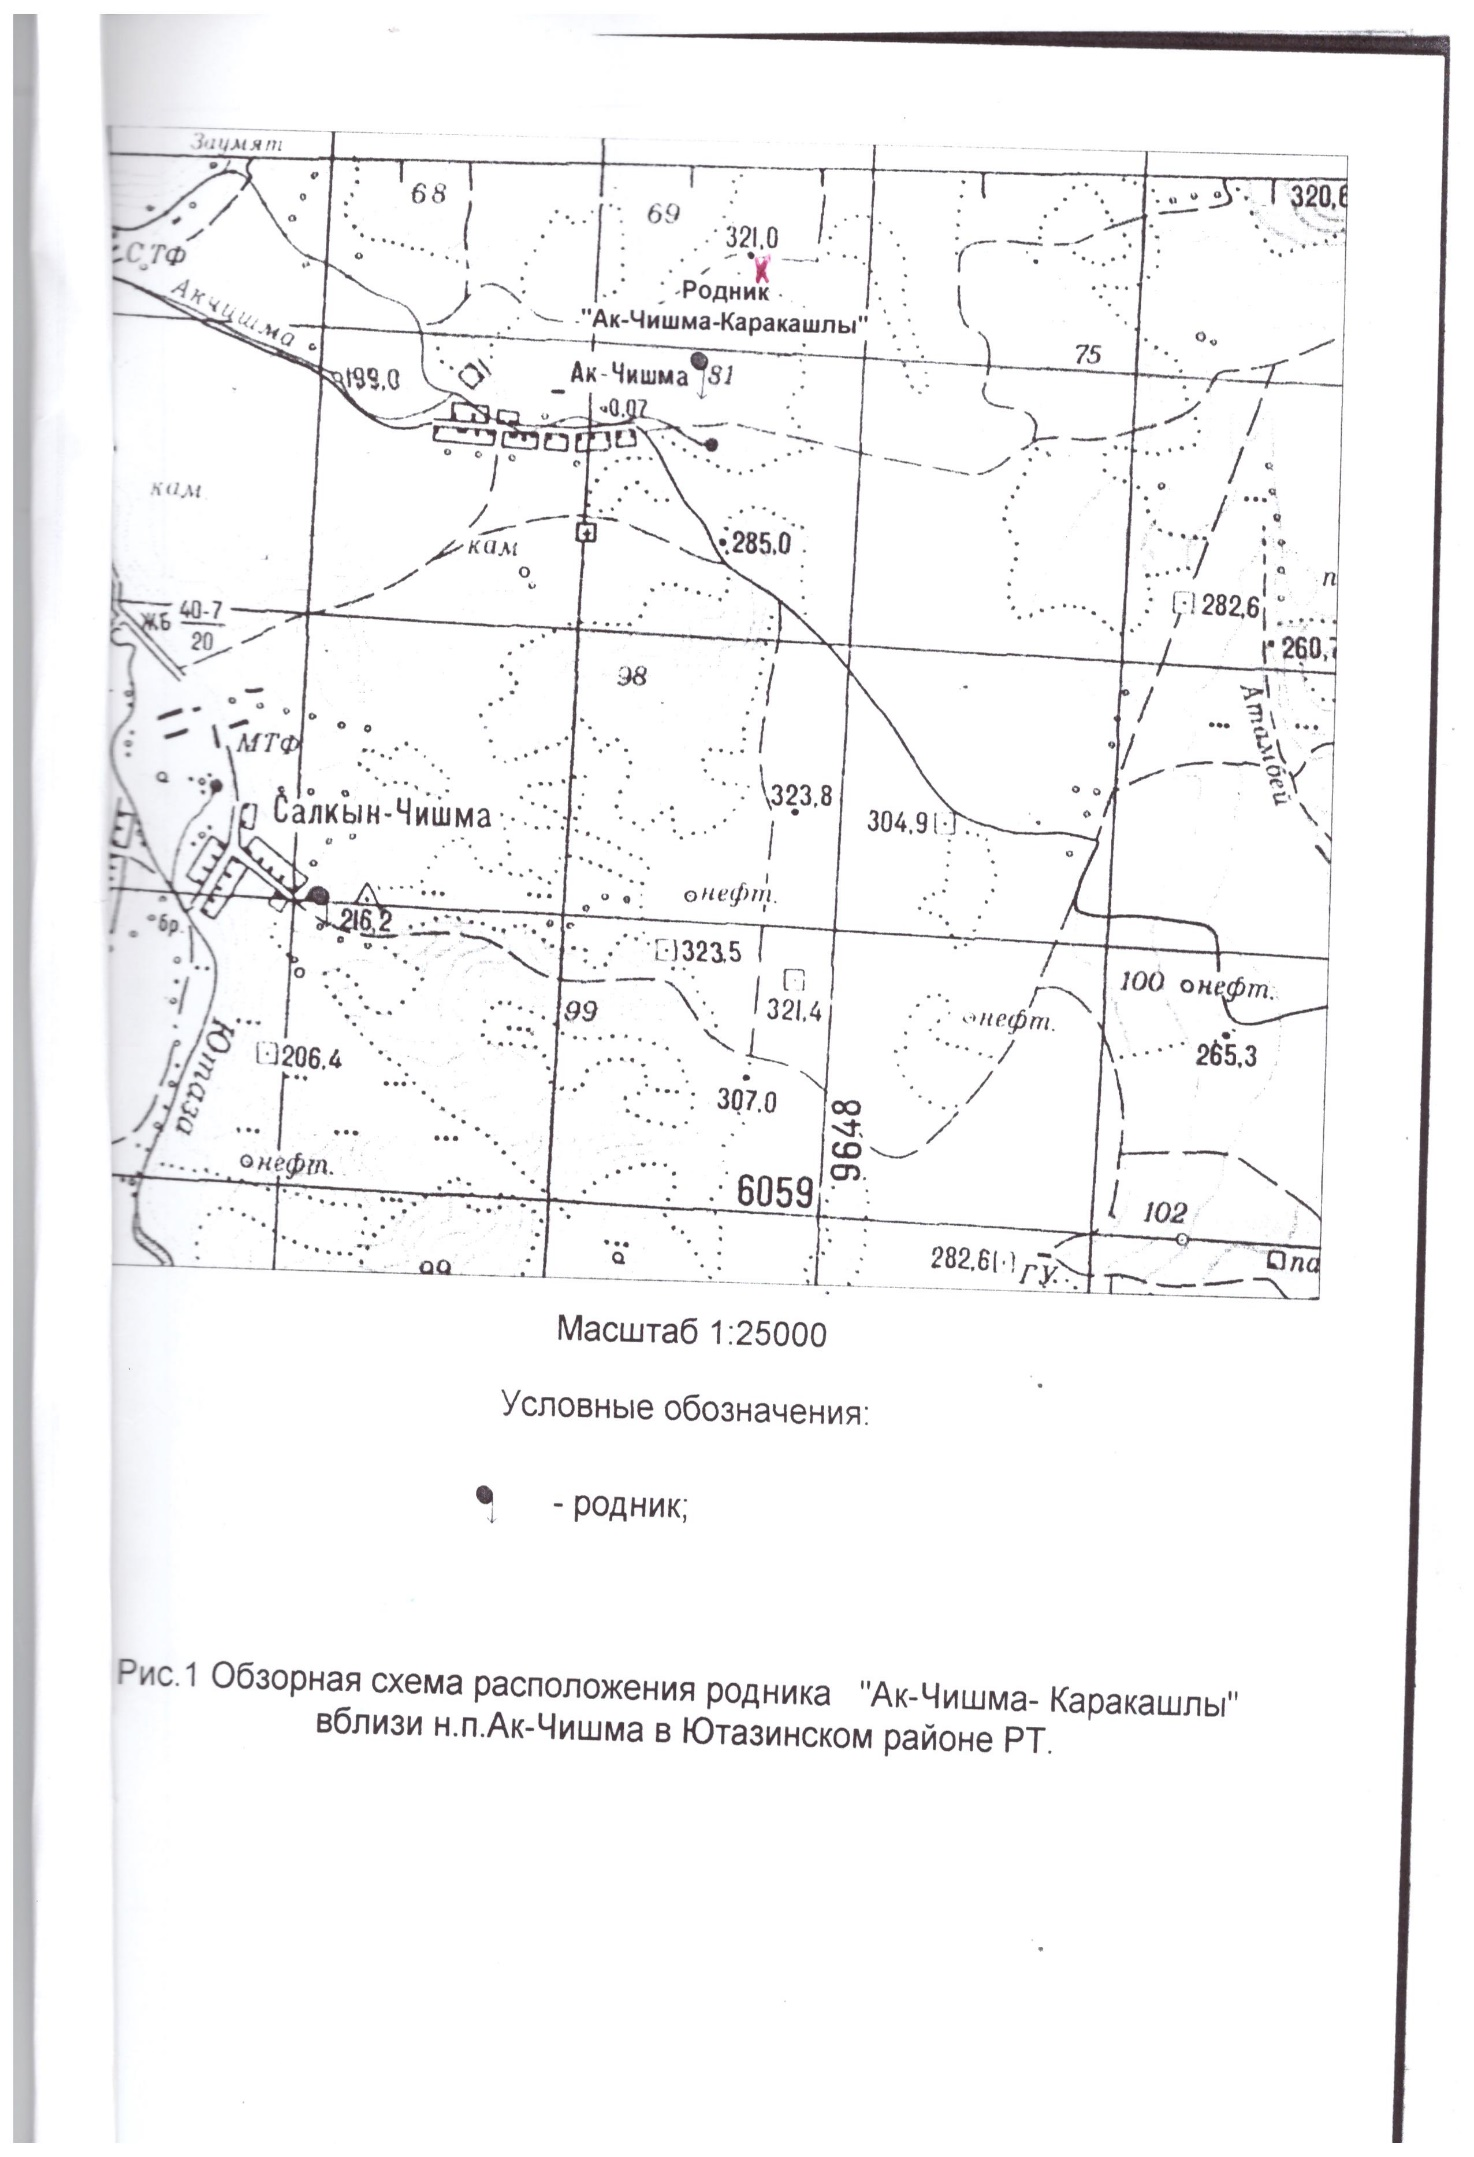 Заумят
68
69
320,6
321,0
СТФ
Родник
"Ак-Чишма-Каракашлы"
Акчишма
75
199,0
Ак-Чишма
81
0,07
кам
кам
285,0
282,6
ЖБ 40-7
20
260,7
98
Атамбей
МТФ
323,8
Салкын-Чишма
304,9
нефт.
216,2
бр.
323,5
100 нефт.
321,4
99
нефт.
Ютаза
206,4
265,3
307,0
9648
нефт.
6059
102
282,6
ГУ
99
Масштаб 1:25000
Условные обозначения:
- родник;
Рис.1 Обзорная схема расположения родника "Ак-Чишма- Каракашлы"
вблизи н.п.Ак-Чишма в Ютазинском районе РТ.